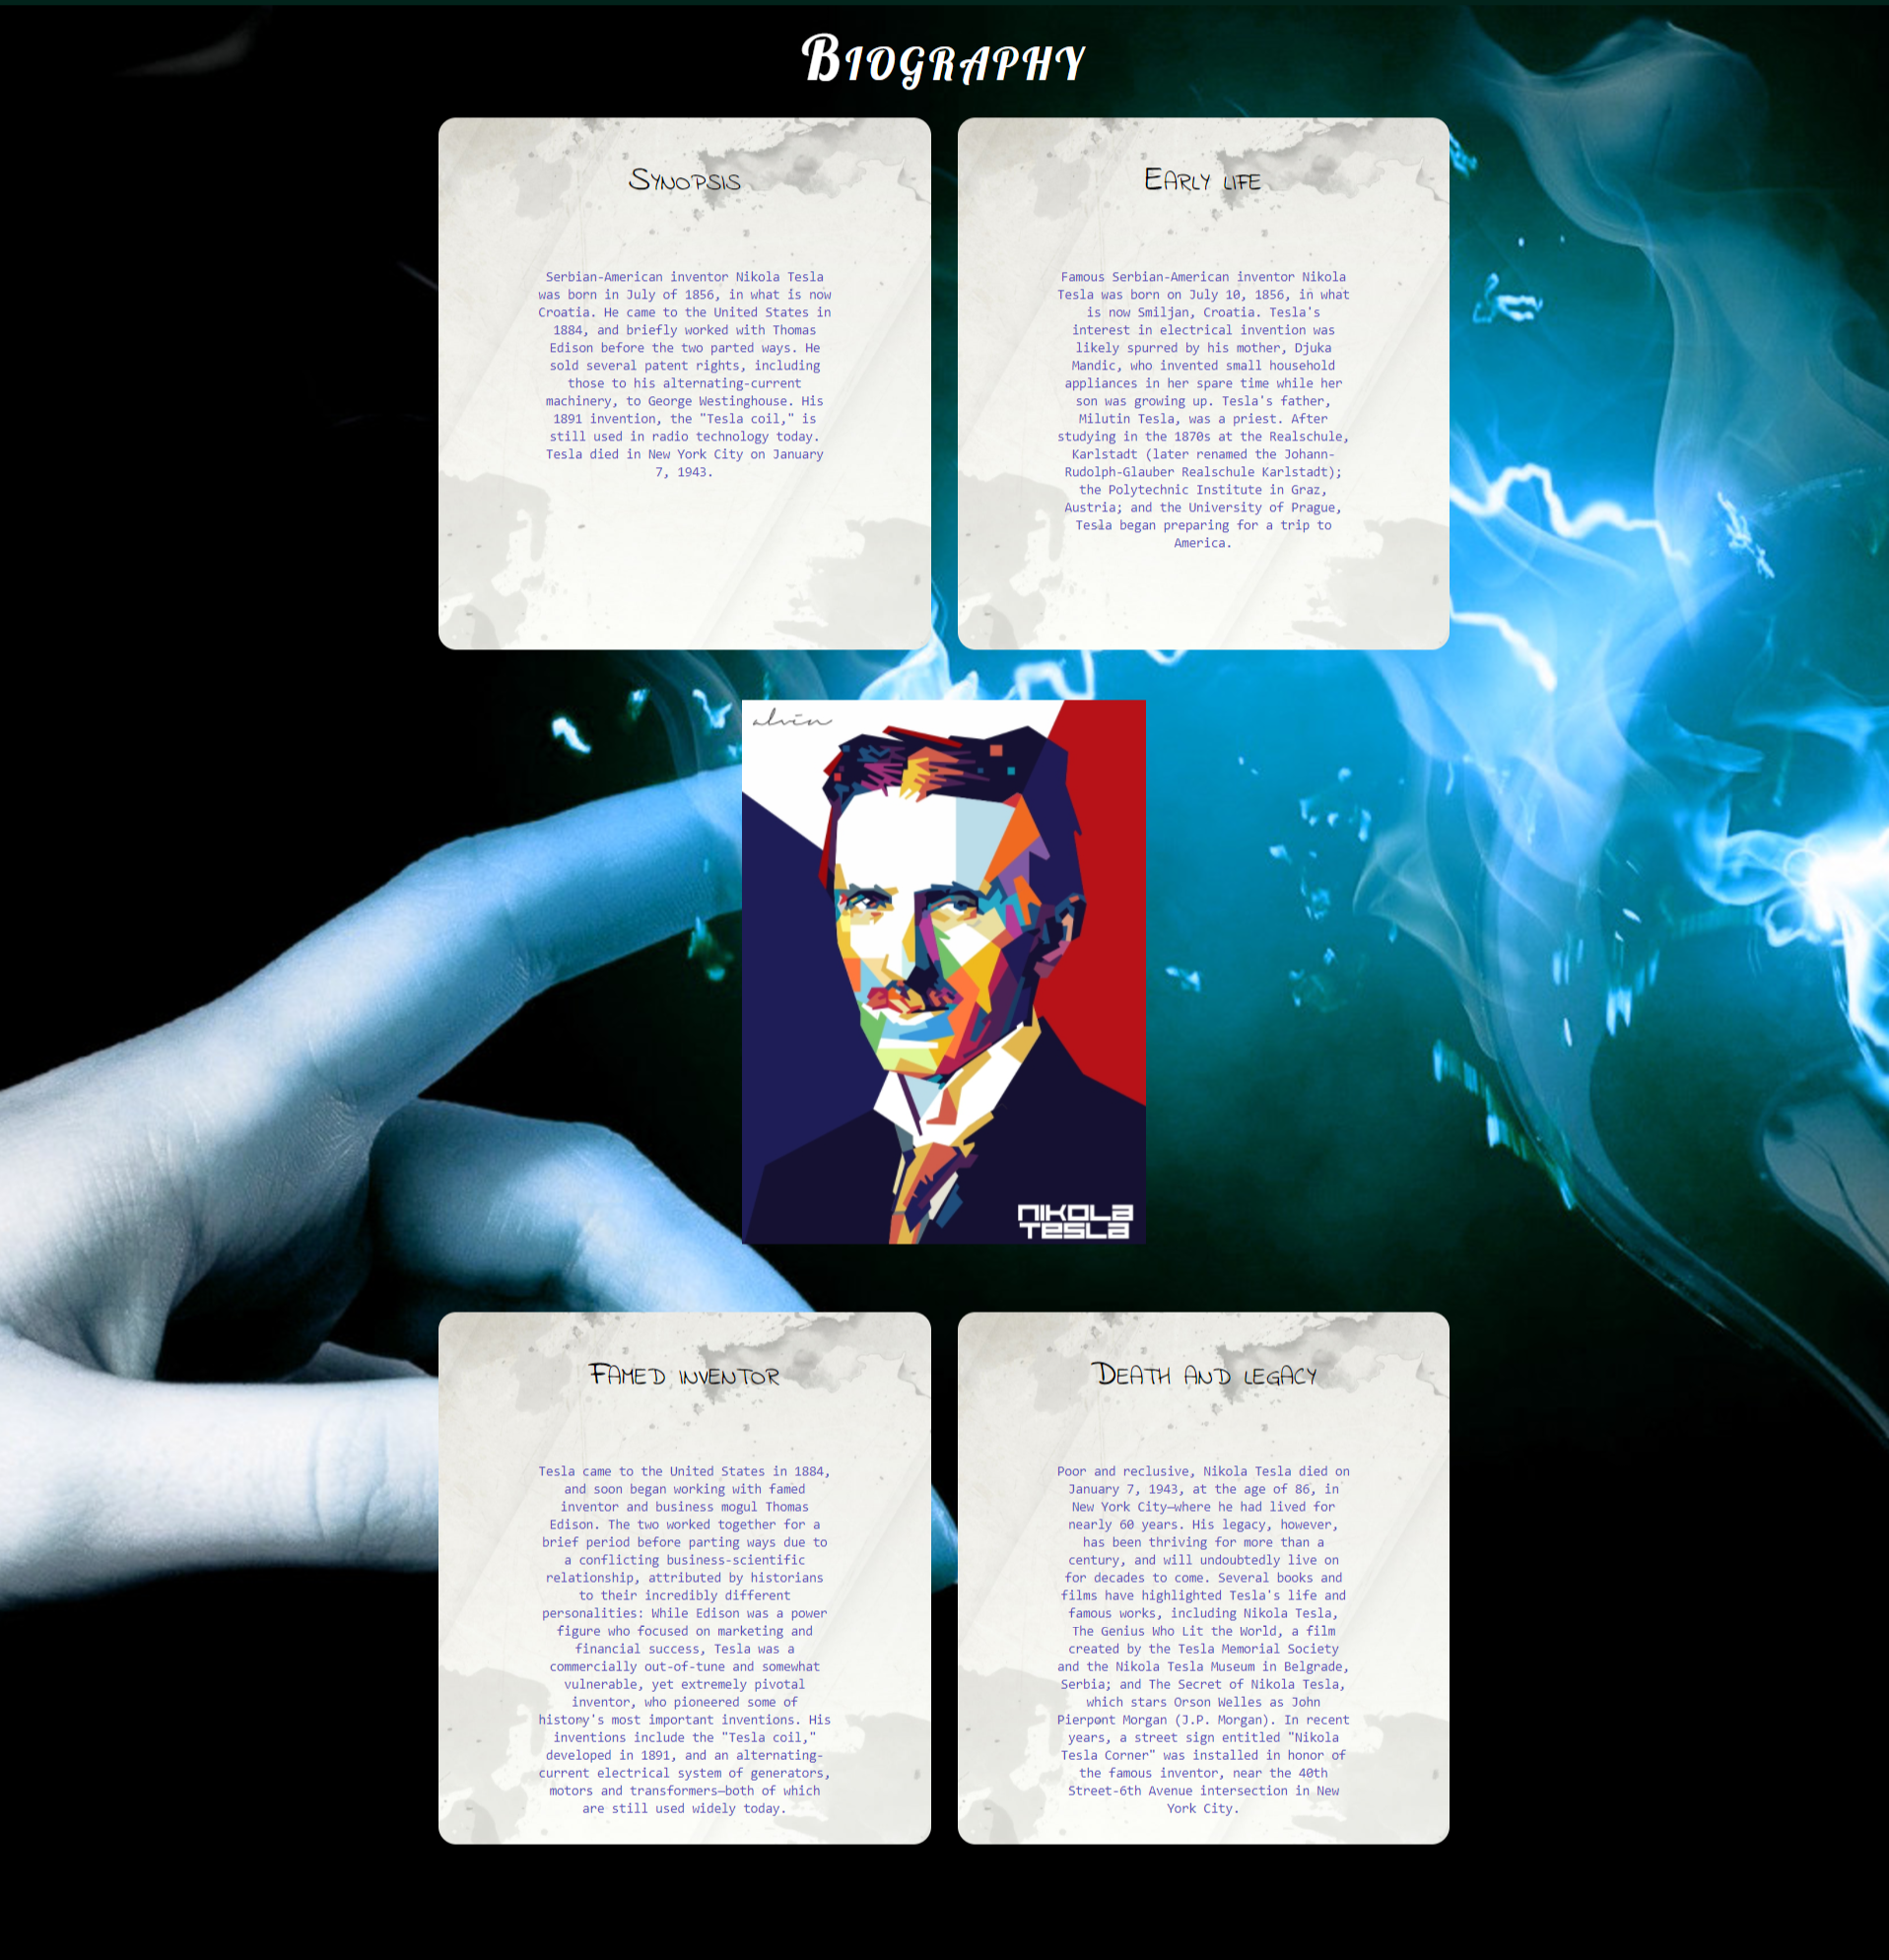 Biography
Synopsis
Serbian-American inventor Nikola Tesla
was born in July of 1856, in what is now
Croatia. He came to the United States in
1884, and briefly worked with Thomas
Edison before the two parted ways. He
sold several patent rights, including
those to his alternating-current
machinery, to George Westinghouse. His
1891 invention, the "Tesla coil," is
still used in radio technology today.
Tesla died in New York City on January
7, 1943.
Early life
Famous Serbian-American inventor Nikola
Tesla was born on July 10, 1856, in what
is now Smiljan, Croatia. Tesla's
interest in electrical invention was
likely spurred by his mother, Djuka
Mandic, who invented small household
appliances in her spare time while her
son was growing up. Tesla's father,
Milutin Tesla, was a priest. After
studying in the 1870s at the Realschule,
Karlstadt (later renamed the Johann-
Rudolph-Glauber Realschule Karlstadt);
the Polytechnic Institute in Graz,
Austria; and the University of Prague,
Tesla began preparing for a trip to
America.
alvin
NIKOLA
TESLA
Famed inventor
Tesla came to the United States in 1884,
and soon began working with famed
inventor and business mogul Thomas
Edison. The two worked together for a
brief period before parting ways due to
a conflicting business-scientific
relationship, attributed by historians
to their incredibly different
personalities: While Edison was a power
figure who focused on marketing and
financial success, Tesla was a
commercially out-of-tune and somewhat
vulnerable, yet extremely pivotal
inventor, who pioneered some of
history's most important inventions. His
inventions include the "Tesla coil,"
developed in 1891, and an alternating-
current electrical system of generators,
motors and transformers—both of which
are still used widely today.
Death and legacy
Poor and reclusive, Nikola Tesla died on
January 7, 1943, at the age of 86, in
New York City—where he had lived for
nearly 60 years. His legacy, however,
has been thriving for more than a
century, and will undoubtedly live on
for decades to come. Several books and
films have highlighted Tesla's life and
famous works, including Nikola Tesla,
The Genius Who Lit the World, a film
created by the Tesla Memorial Society
and the Nikola Tesla Museum in Belgrade,
Serbia; and The Secret of Nikola Tesla,
which stars Orson Welles as John
Pierpont Morgan (J.P. Morgan). In recent
years, a street sign entitled "Nikola
Tesla Corner" was installed in honor of
the famous inventor, near the 40th
Street-6th Avenue intersection in New
York City.